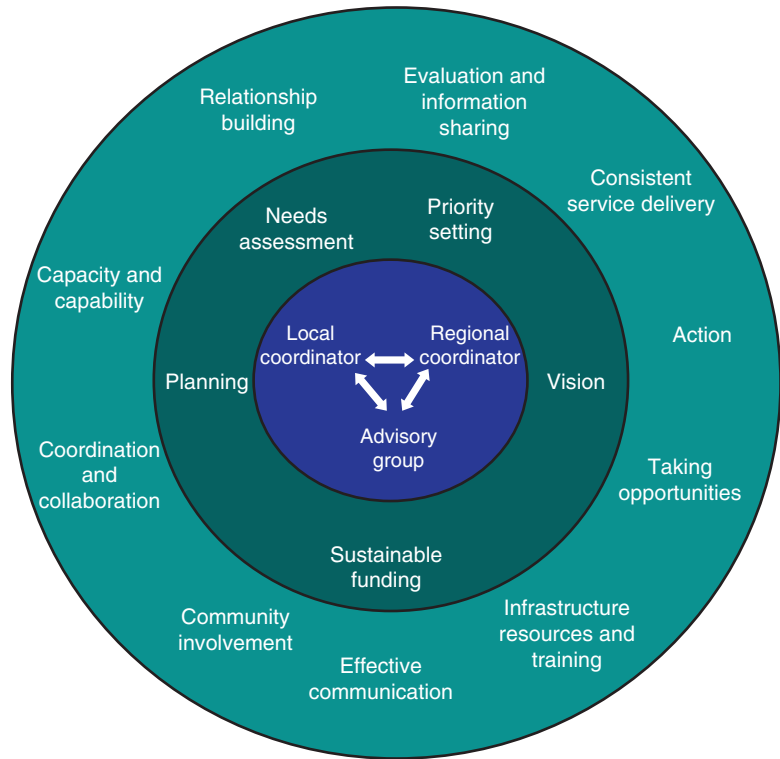 Relationship
building
Evaluation and
information
sharing
Consistent
service delivery
Action
Taking
opportunities
Infrastructure
resources and
training
Effective
communication
Community
involvement
Coordination
and
collaboration
Capacity and
capability
Needs
assessment
Priority
setting
Vision
Sustainable
funding
Planning
Local
coordinator
Regional
coordinator
Advisory
group